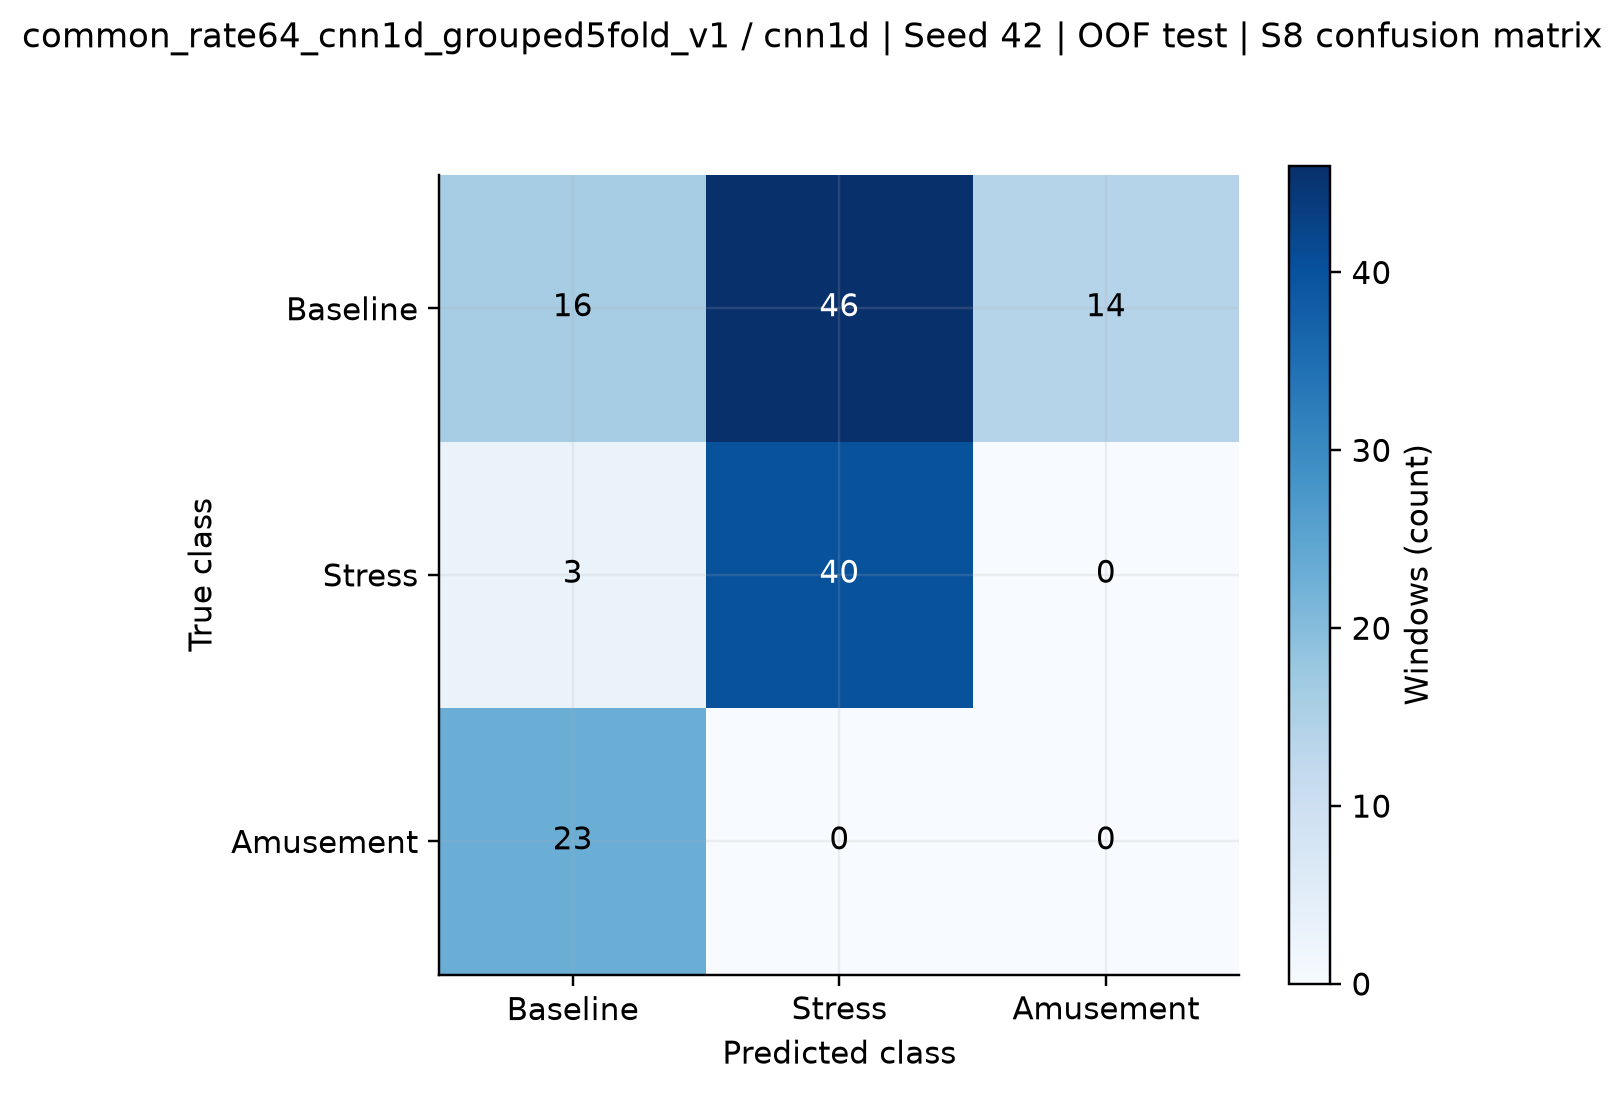 common_rate64_cnn1d_grouped5fold_v1 / cnn1d | Seed 42 | OOF test | S8 confusion matrix
Baseline
16
46
14
Stress
3
40
0
Amusement
23
0
0
Baseline
Stress
Amusement
Predicted class
True class
40
30
20
10
0
Windows (count)